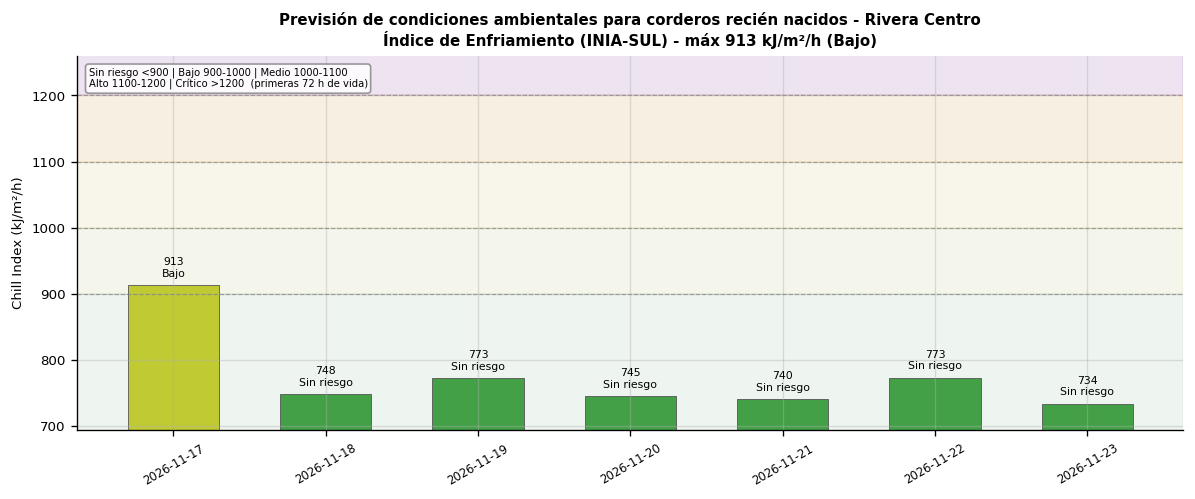 Previsión de condiciones ambientales para corderos recién nacidos - Rivera Centro
Índice de Enfriamiento (INIA-SUL) - máx 913 kJ/m²/h (Bajo)
Sin riesgo <900 | Bajo 900-1000 | Medio 1000-1100
Alto 1100-1200 | Crítico >1200  (primeras 72 h de vida)
Chill Index (kJ/m²/h)
1200
1100
1000
900
800
700
913
Bajo
748
Sin riesgo
773
Sin riesgo
745
Sin riesgo
740
Sin riesgo
773
Sin riesgo
734
Sin riesgo
2026-11-17
2026-11-18
2026-11-19
2026-11-20
2026-11-21
2026-11-22
2026-11-23